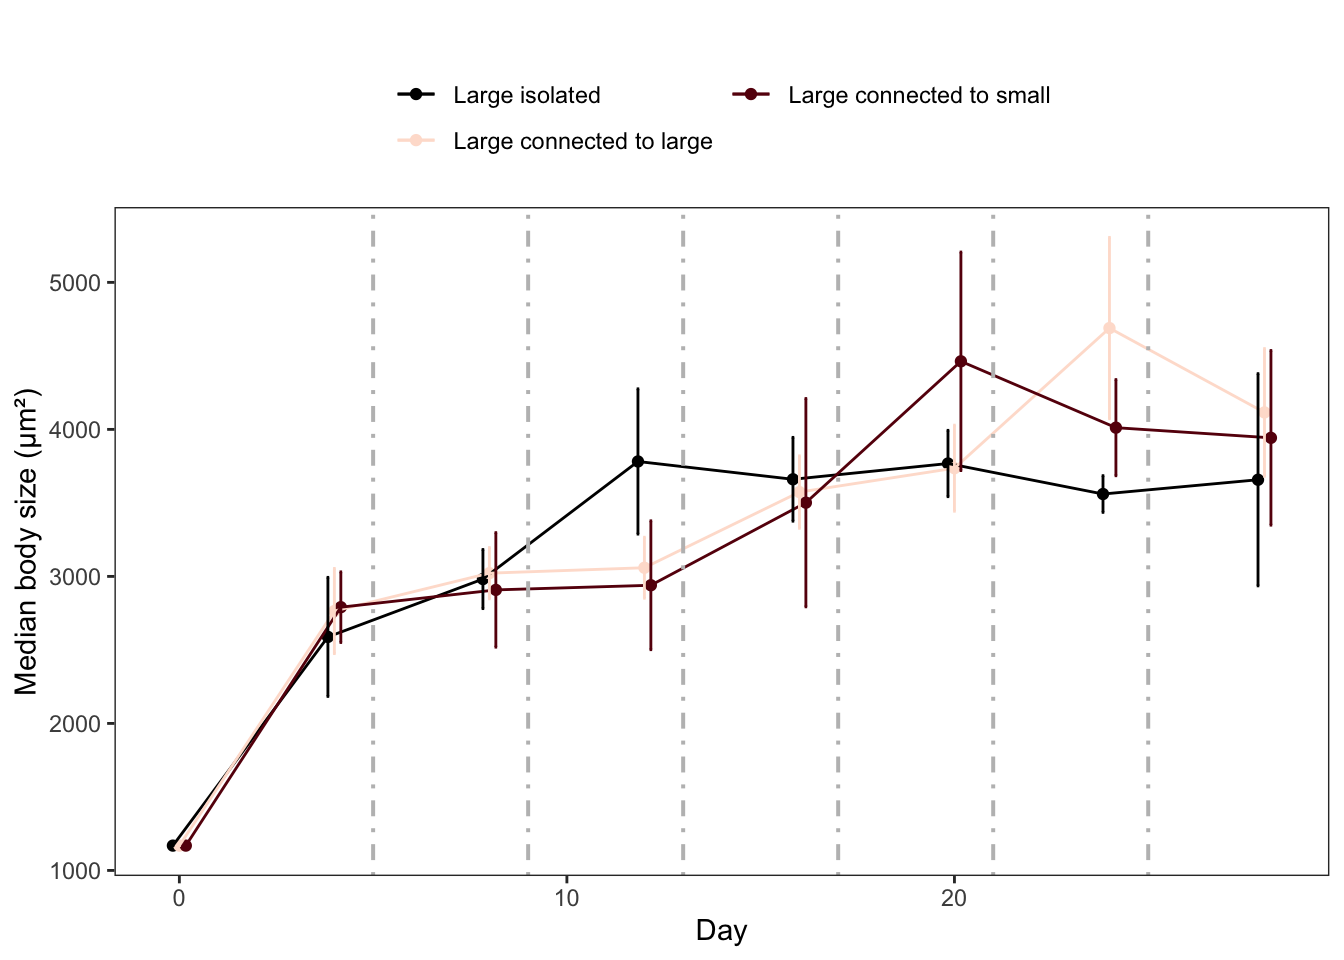 Large isolated
Large connected to small
Large connected to large
5000
4000
3000
2000
1000
Median body size (μm²)
0
10
20
Day